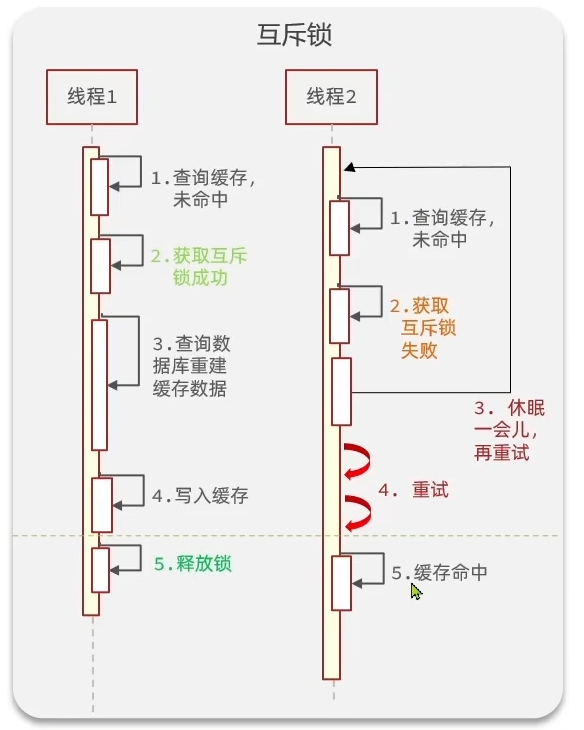 互斥锁
线程1
线程2
1.查询缓存，
未命中
2.获取互斥
锁成功
3.查询数
据库重建
缓存数据
4.写入缓存
5.释放锁
1.查询缓存，
未命中
2.获取
互斥锁
失败
3. 休眠
一会儿，
再重试
4. 重试
5.缓存命中